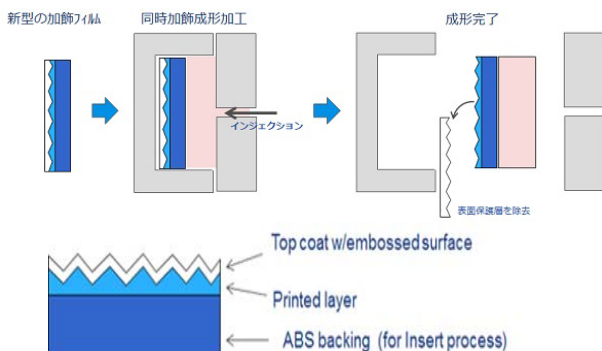 新型の加飾フィルム
同時加飾成形加工
成形完了
インジェクション
表面保護層を除去
Top coat w/embossed surface
Printed layer
ABS backing (for Insert process)